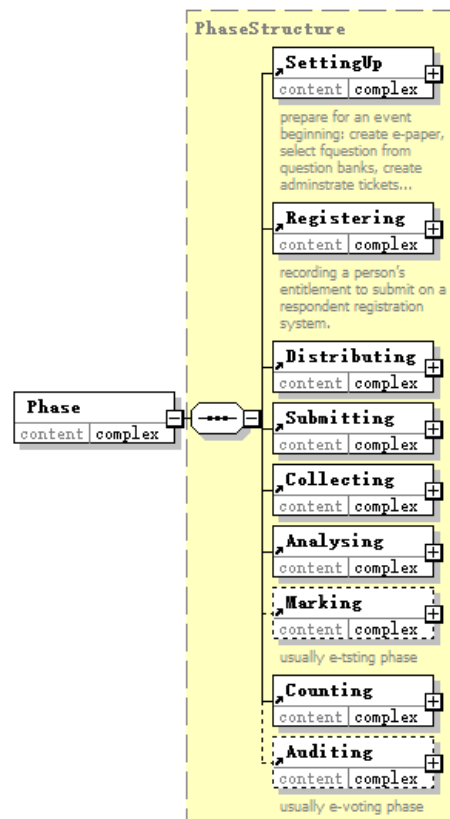 PhaseStructure
SettingUp
content complex
prepare for an event
beginning: create e-paper,
select fquestion from
question banks, create
adminstrate tickets...
Registering
content complex
recording a person's
entitlement to submit on a
respondent registration
system.
Distributing
content complex
Phase
content complex
Submitting
content complex
Collecting
content complex
Analysing
content complex
Marking
content complex
usually e-tsting phase
Counting
content complex
Auditing
content complex
usually e-voting phase